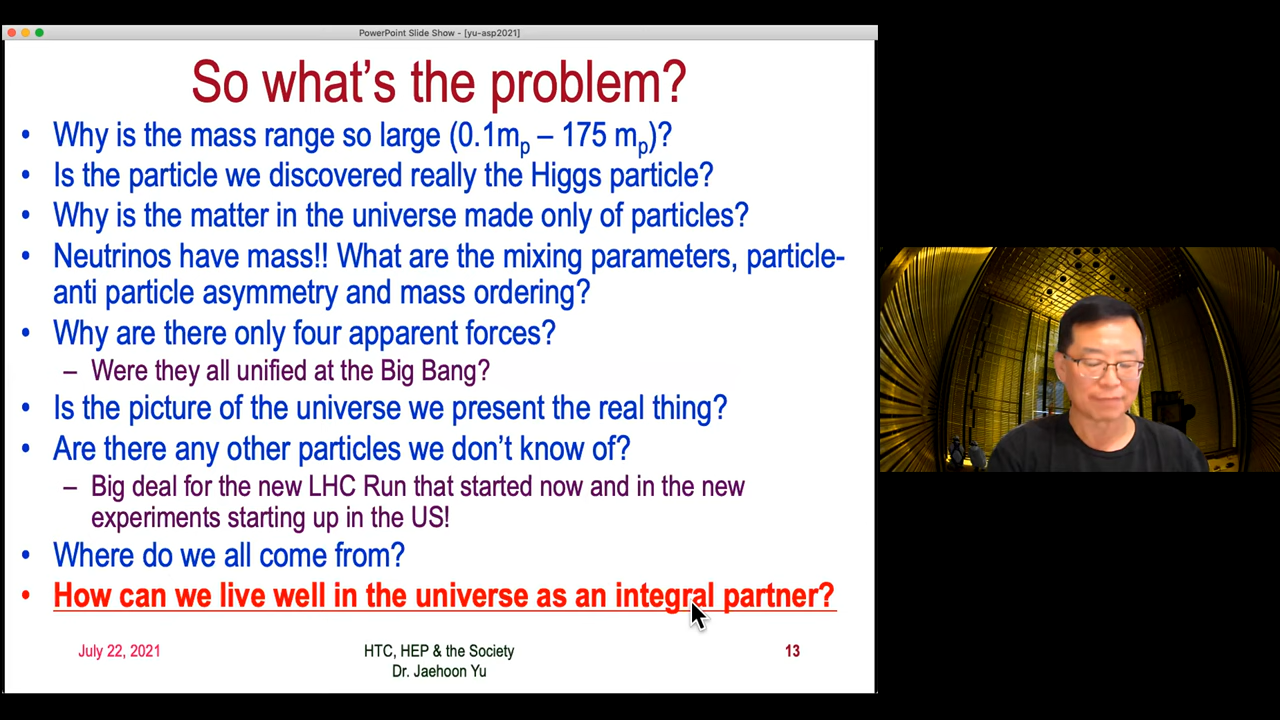 PowerPoint Slide Show - [yu-asp2021]
So what's the problem?
• Why is the mass range so large (0.1mp – 175 mp)?
• Is the particle we discovered really the Higgs particle?
• Why is the matter in the universe made only of particles?
• Neutrinos have mass!! What are the mixing parameters, particle-
anti particle asymmetry and mass ordering?
• Why are there only four apparent forces?
– Were they all unified at the Big Bang?
• Is the picture of the universe we present the real thing?
• Are there any other particles we don't know of?
– Big deal for the new LHC Run that started now and in the new
experiments starting up in the US!
• Where do we all come from?
• How can we live well in the universe as an integral partner?
July 22, 2021
HTC, HEP & the Society
Dr. Jaehoon Yu
13